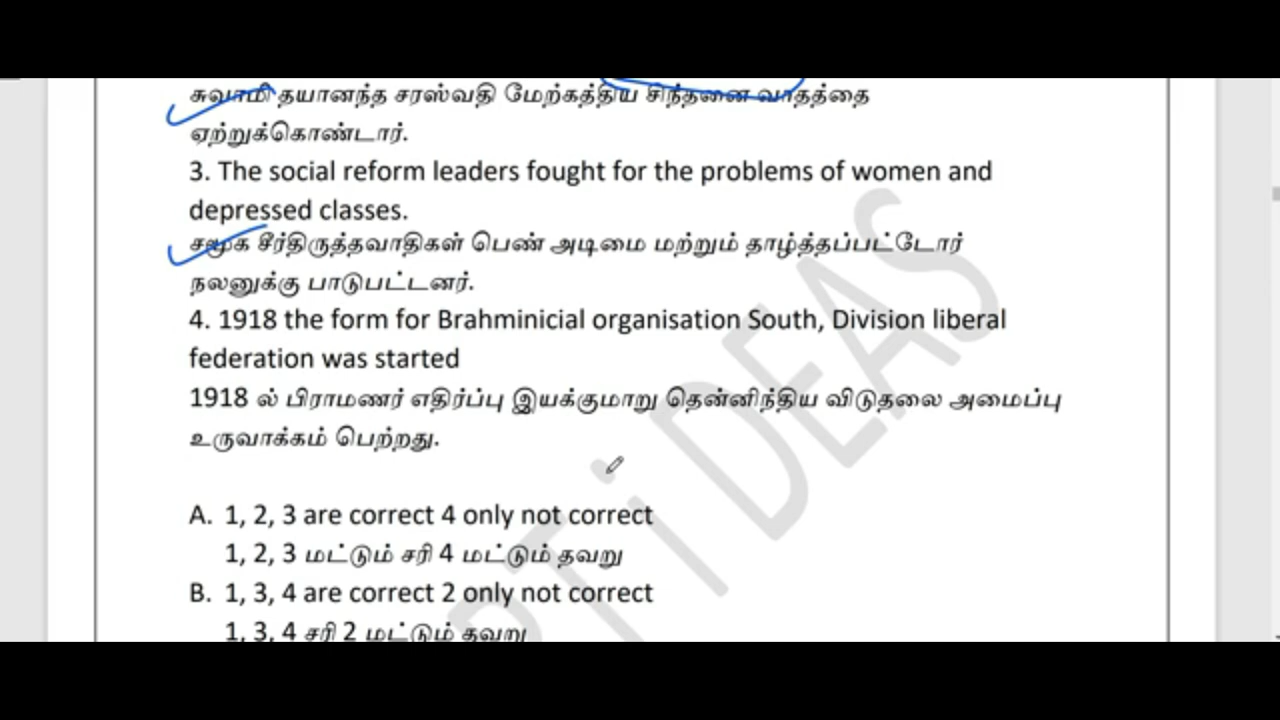 சுவாமி தயானந்த சரஸ்வதி மேற்கத்திய சிந்தனை வாதத்தை
ஏற்றுக்கொண்டார்.
3. The social reform leaders fought for the problems of women and
depressed classes.
சமூக சீர்திருத்தவாதிகள் பெண் அடிமை மற்றும் தாழ்த்தப்பட்டோர்
நலனுக்கு பாடுபட்டனர்.
4. 1918 the form for Brahminicial organisation South, Division liberal
federation was started
1918 ல் பிராமணர் எதிர்ப்பு இயக்குமாறு தென்னிந்திய விடுதலை அமைப்பு
உருவாக்கம் பெற்றது.
A. 1, 2, 3 are correct 4 only not correct
1, 2, 3 மட்டும் சரி 4 மட்டும் தவறு
B. 1, 3, 4 are correct 2 only not correct
1, 3, 4 சரி 2 மட்டும் தவறு
PT i DEAS